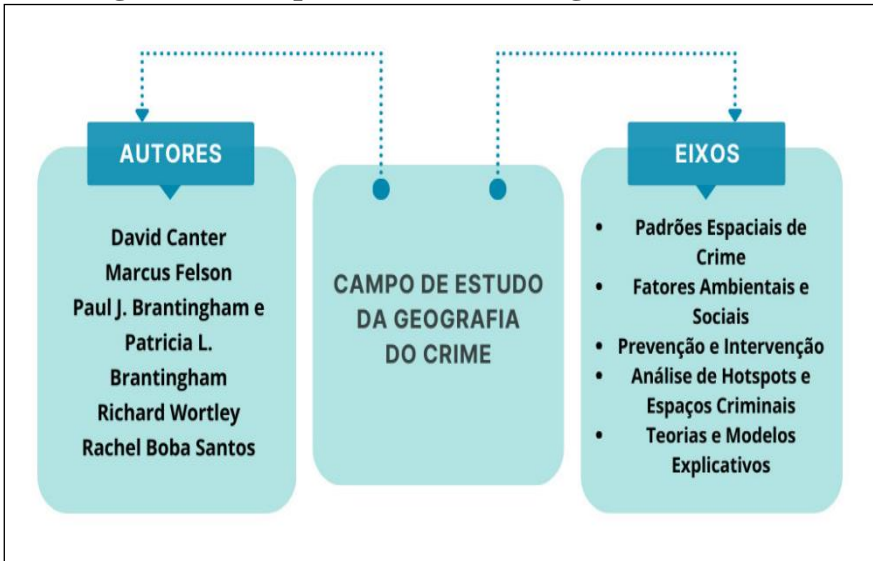 AUTORES
David Canter
Marcus Felson
Paul J. Brantingham e
Patricia L.
Brantingham
Richard Wortley
Rachel Boba Santos
CAMPO DE ESTUDO
DA GEOGRAFIA
DO CRIME
EIXOS
• Padrões Espaciais de
Crime
• Fatores Ambientais e
Sociais
• Prevenção e Intervenção
• Análise de Hotspots e
Espaços Criminais
• Teorias e Modelos
Explicativos